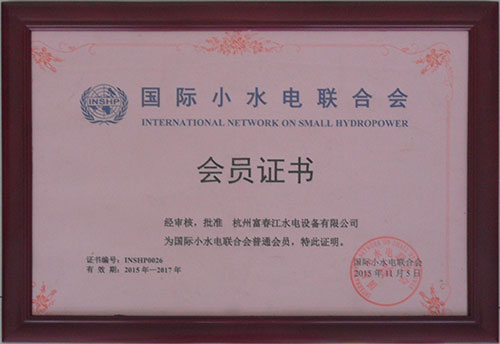 INSHP
国际小水电联合会
INTERNATIONAL NETWORK ON SMALL HYDROPOWER
会员证书
经审核，批准 杭州富春江水电设备有限公司
为国际小水电联合会普通会员，特此证明。
证书编号：INSHP0026
有 效 期：2015年—2017年
国际小水电联合会
2015年11月5日